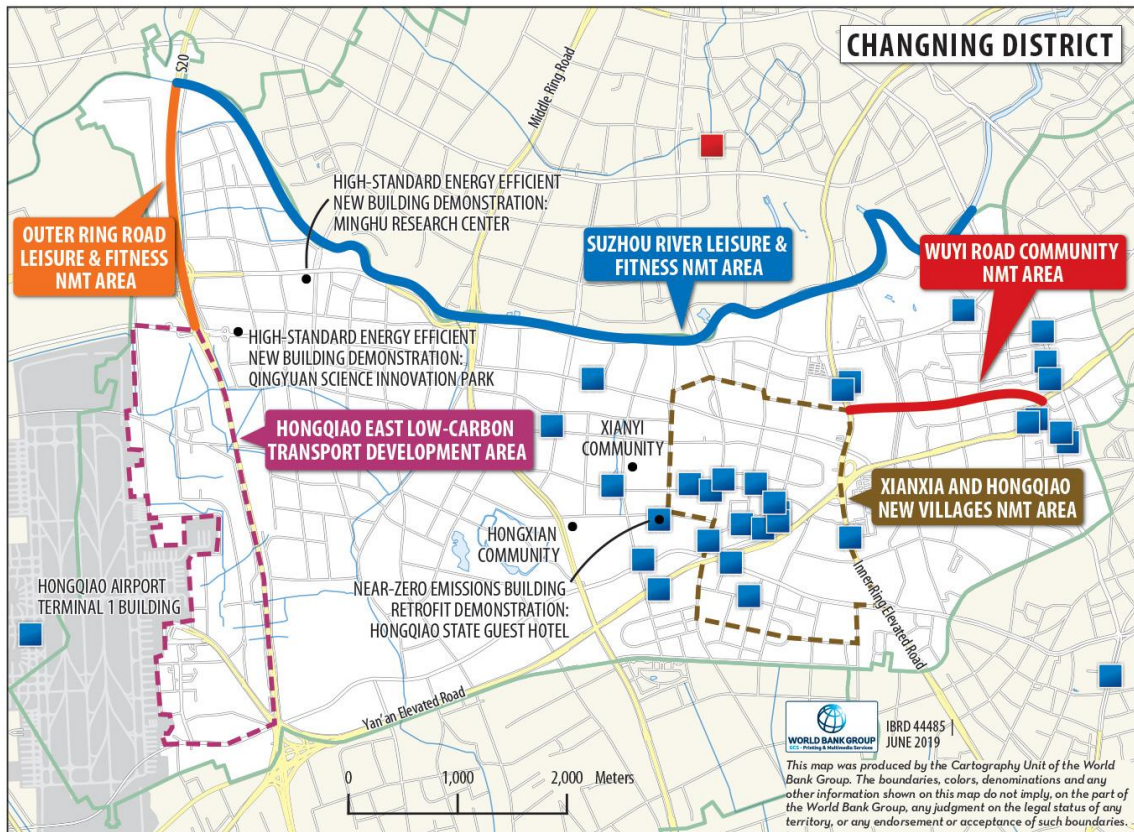 CHANGNING DISTRICT
S20
Middle Ring Road
HIGH-STANDARD ENERGY EFFICIENT
NEW BUILDING DEMONSTRATION:
MINGHU RESEARCH CENTER
OUTER RING ROAD
LEISURE & FITNESS
NMT AREA
SUZHOU RIVER LEISURE &
FITNESS NMT AREA
WUYI ROAD COMMUNITY
NMT AREA
HIGH-STANDARD ENERGY EFFICIENT
NEW BUILDING DEMONSTRATION:
QINGYUAN SCIENCE INNOVATION PARK
HONGQIAO EAST LOW-CARBON
TRANSPORT DEVELOPMENT AREA
XIANYI
COMMUNITY
XIANXIA AND HONGQIAO
NEW VILLAGES NMT AREA
HONGXIAN
COMMUNITY
HONGQIAO AIRPORT
TERMINAL 1 BUILDING
NEAR-ZERO EMISSIONS BUILDING
RETROFIT DEMONSTRATION:
HONGQIAO STATE GUEST HOTEL
Inner Ring Elevated Road
Yan'an Elevated Road
0 1,000 2,000 Meters
WORLD BANK GROUP
GCS - Printing & Multimedia Services
IBRD 44485 |
JUNE 2019
This map was produced by the Cartography Unit of the World
Bank Group. The boundaries, colors, denominations and any
other information shown on this map do not imply, on the part of
the World Bank Group, any judgment on the legal status of any
territory, or any endorsement or acceptance of such boundaries.